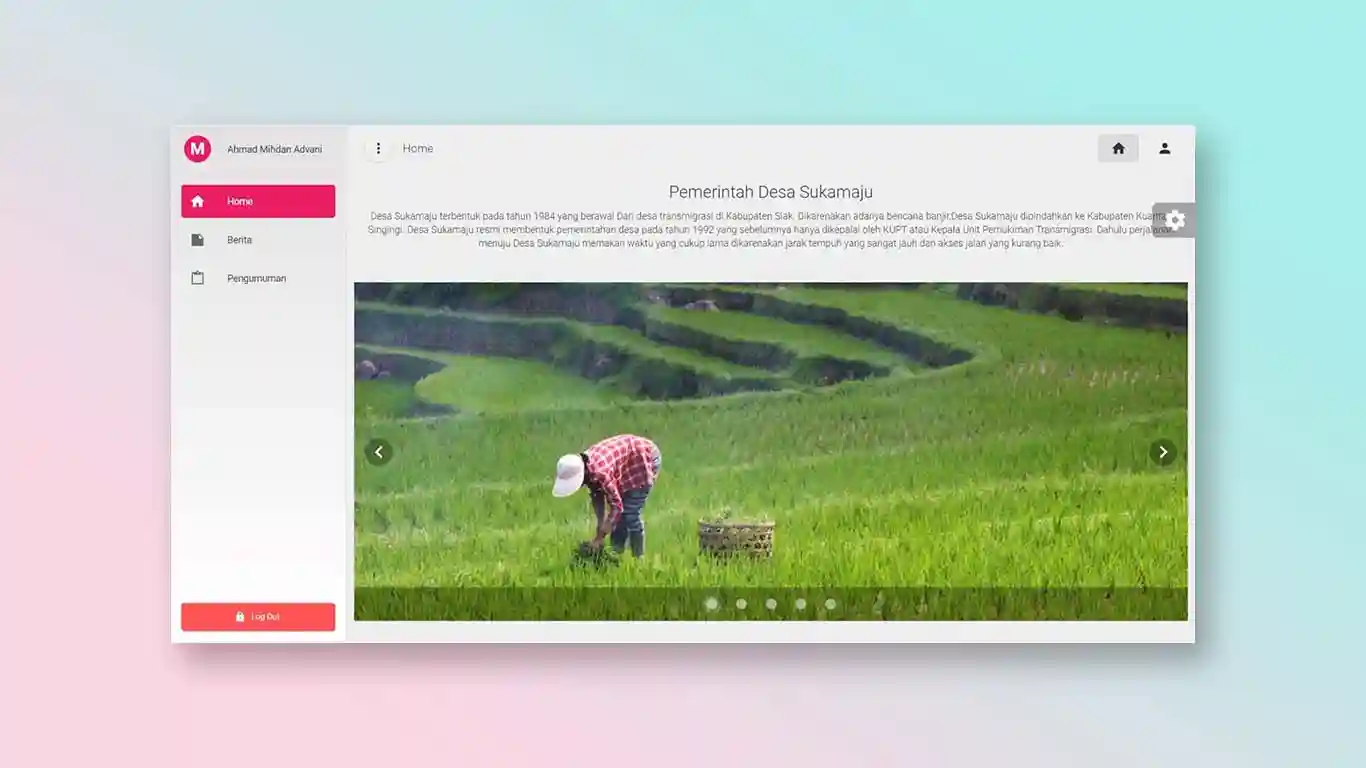 M Ahmad Mihdan Advani
Home
Berita
Pengumuman
Log Out
Home
Pemerintah Desa Sukamaju
Desa Sukamaju terbentuk pada tahun 1984 yang berawal Dari desa transmigrasi di Kabupaten Siak. Dikarenakan adanya bencana banjir,Desa Sukamaju dipindahkan ke Kabupaten
Singingi. Desa Sukamaju resmi membentuk pemerintahan desa pada tahun 1992 yang sebelumnya hanya dikepalai oleh KUPT atau Kepala Unit Pemukiman Transmigrasi. Dahulu
menuju Desa Sukamaju memakan waktu yang cukup lama dikarenakan jarak tempuh yang sangat jauh dan akses jalan yang kurang baik.